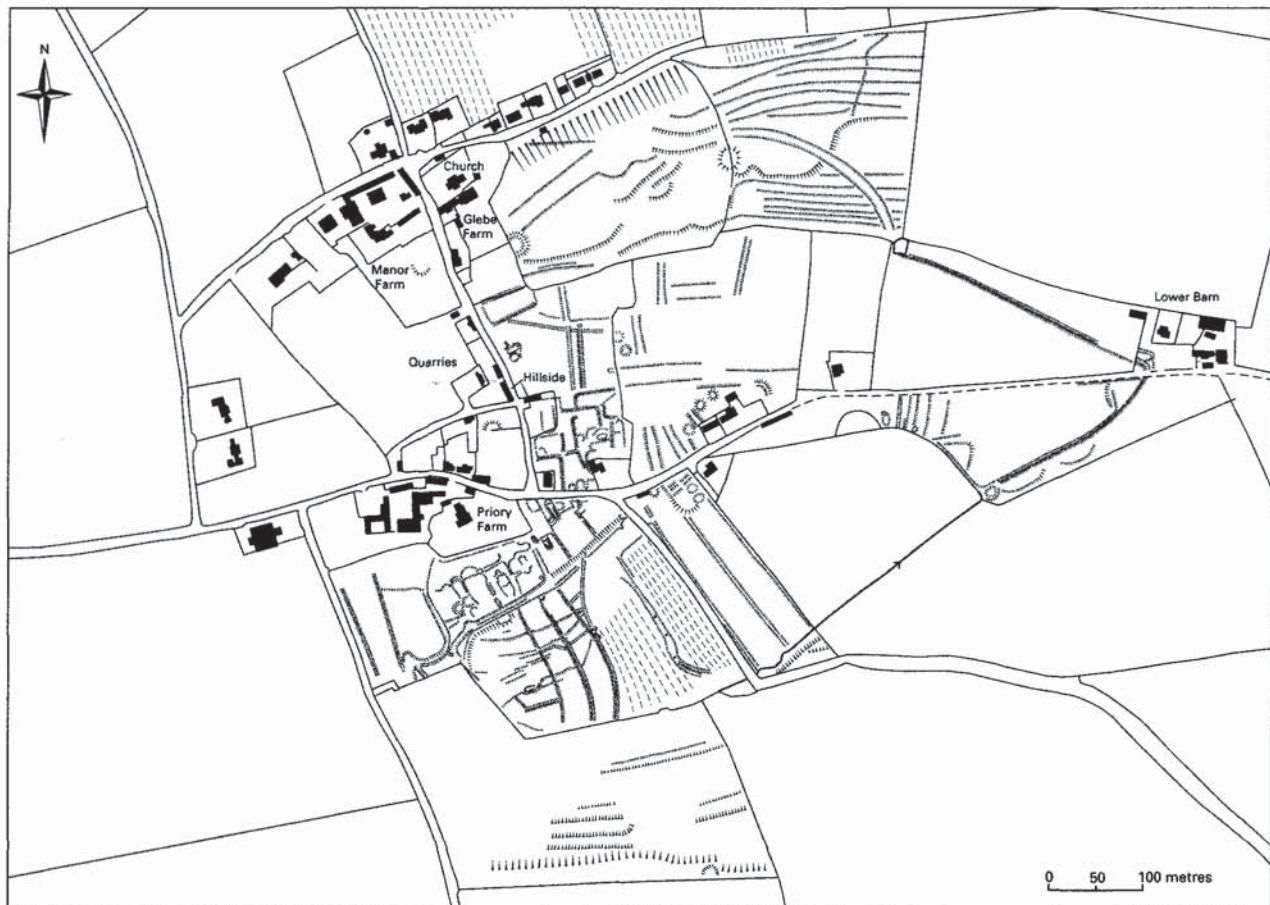 N
Church
Glebe
Farm
Manor
Farm
Lower Barn
Quarries
Hillside
Priory
Farm
0 50 100 metres